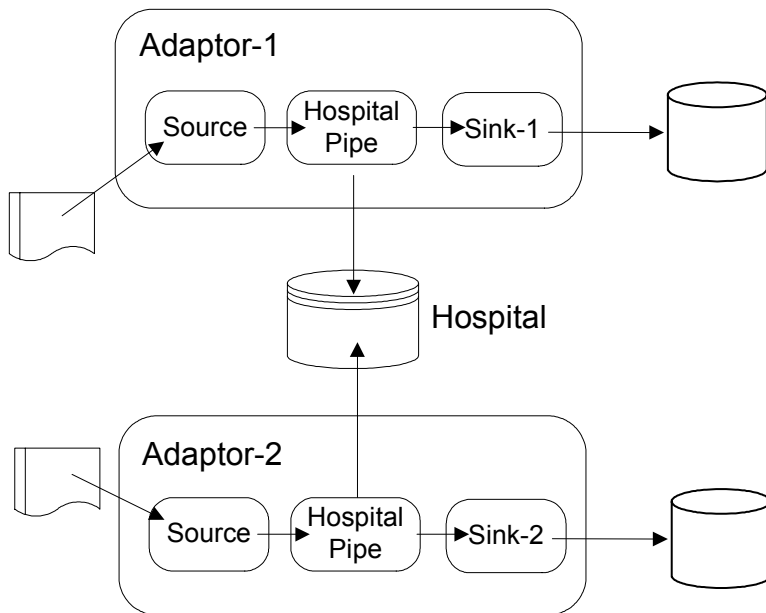 Adaptor-1
Source
Hospital
Pipe
Sink-1
Hospital
Adaptor-2
Source
Hospital
Pipe
Sink-2